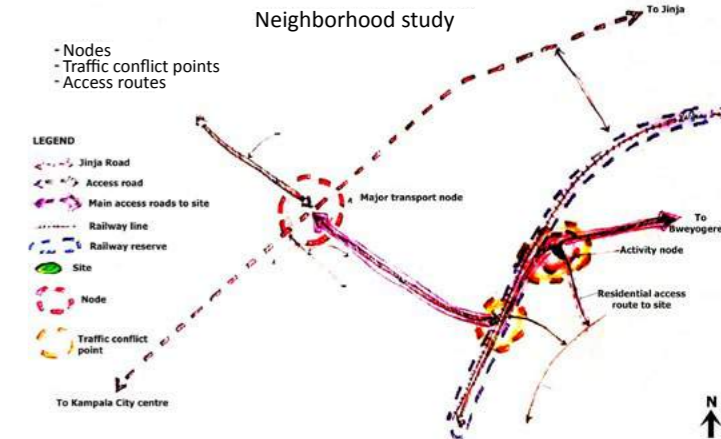 Neighborhood study
- Nodes
- Traffic conflict points
- Access routes
To Jinja
LEGEND
Jinja Road
Access road
Main access roads to site
Railway line
Railway reserve
Site
Node
Traffic conflict
point
Major transport node
To
Bweyogere
Activity node
Residential access
route to site
To Kampala City centre
N